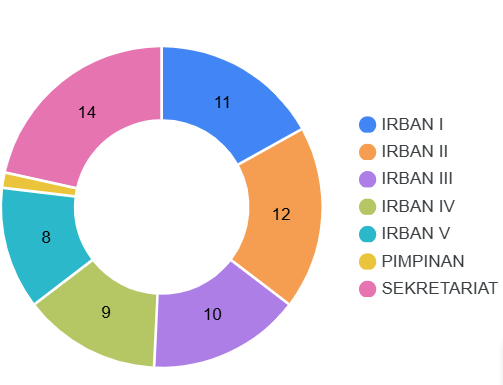 11
14
12
8
9
10
IRBAN I
IRBAN II
IRBAN III
IRBAN IV
IRBAN V
PIMPINAN
SEKRETARIAT